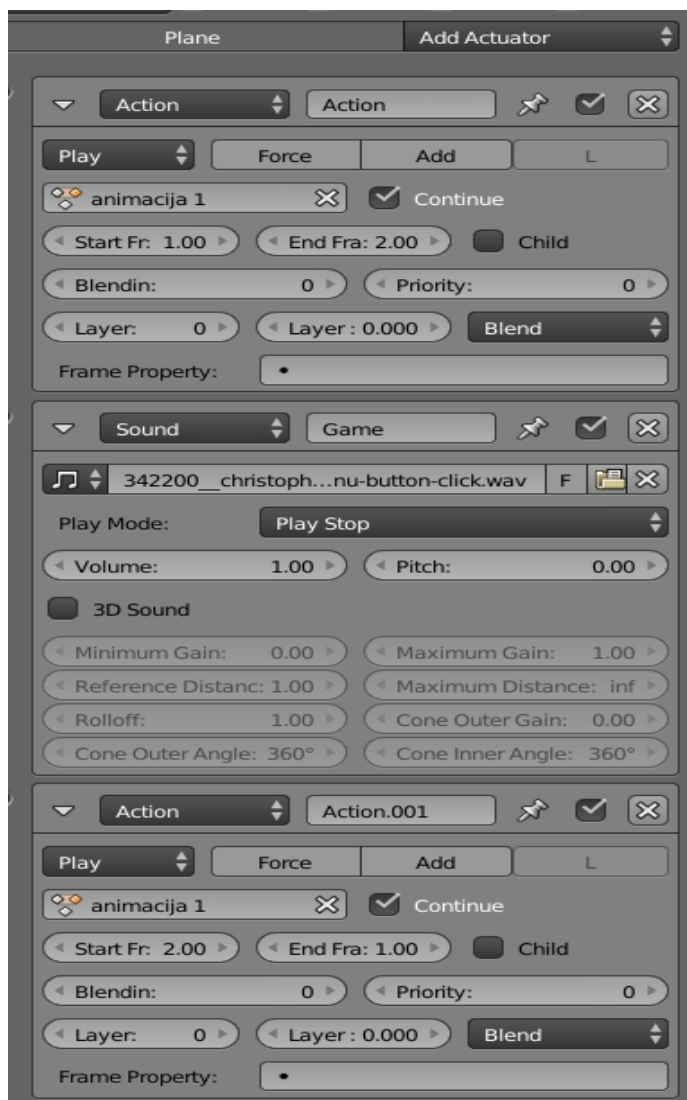 Plane Add Actuator
Action Action
Play Force Add L
animacija 1 Continue
Start Fr: 1.00 End Fra: 2.00 Child
Blendin: 0 Priority: 0
Layer: 0 Layer : 0.000 Blend
Frame Property:
Sound Game
342200__christoph...nu-button-click.wav F
Play Mode: Play Stop
Volume: 1.00 Pitch: 0.00
3D Sound
Minimum Gain: 0.00 Maximum Gain: 1.00
Reference Distanc: 1.00 Maximum Distance: inf
Rolloff: 1.00 Cone Outer Gain: 0.00
Cone Outer Angle: 360° Cone Inner Angle: 360°
Action Action.001
Play Force Add L
animacija 1 Continue
Start Fr: 2.00 End Fra: 1.00 Child
Blendin: 0 Priority: 0
Layer: 0 Layer : 0.000 Blend
Frame Property: